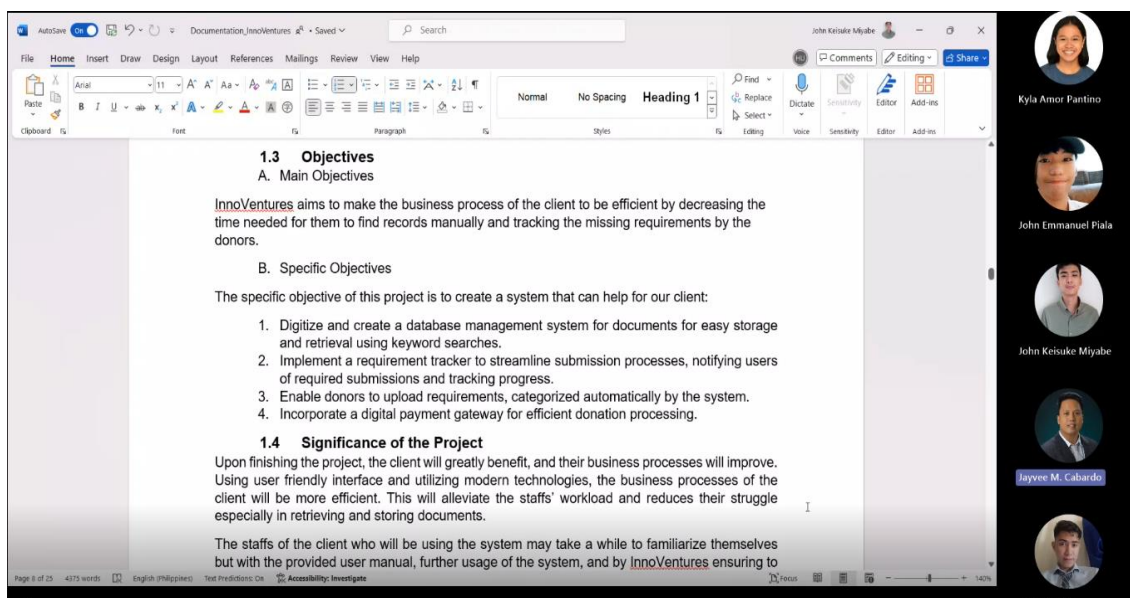 AutoSave On Documentation_InnoVentures • Saved Search John Keisuke Miyabe
File Home Insert Draw Design Layout References Mailings Review View Help Comments Editing Share
Paste Arial 11 Normal No Spacing Heading 1 Find Replace Select Dictate Sensitivity Editor Add-ins
Clipboard Font Paragraph Styles Editing Voice Sensitivity Editor Add-ins
1.3 Objectives
A. Main Objectives
InnoVentures aims to make the business process of the client to be efficient by decreasing the
time needed for them to find records manually and tracking the missing requirements by the
donors.
B. Specific Objectives
The specific objective of this project is to create a system that can help for our client:
1. Digitize and create a database management system for documents for easy storage
and retrieval using keyword searches.
2. Implement a requirement tracker to streamline submission processes, notifying users
of required submissions and tracking progress.
3. Enable donors to upload requirements, categorized automatically by the system.
4. Incorporate a digital payment gateway for efficient donation processing.
1.4 Significance of the Project
Upon finishing the project, the client will greatly benefit, and their business processes will improve.
Using user friendly interface and utilizing modern technologies, the business processes of the
client will be more efficient. This will alleviate the staffs' workload and reduces their struggle
especially in retrieving and storing documents.
The staffs of the client who will be using the system may take a while to familiarize themselves
but with the provided user manual, further usage of the system, and by InnoVentures ensuring to
Page 8 of 25 4375 words English (Philippines) Text Predictions: On Accessibility: Investigate Focus 140%
Kyla Amor Pantino
John Emmanuel Piala
John Keisuke Miyabe
Jayvee M. Cabardo